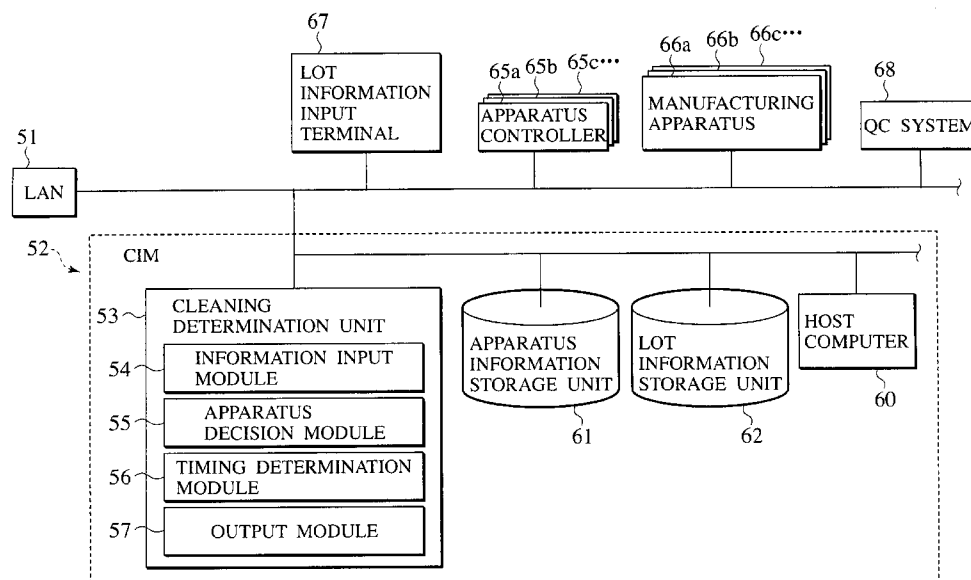 67
LOT
INFORMATION
INPUT
TERMINAL
65a 65b 65c•••
APPARATUS
CONTROLLER
66a 66b 66c•••
MANUFACTURING
APPARATUS
68
QC SYSTEM
51
LAN
52
CIM
53
CLEANING
DETERMINATION UNIT
54
INFORMATION INPUT
MODULE
55
APPARATUS
DECISION MODULE
56
TIMING DETERMINATION
MODULE
57
OUTPUT MODULE
APPARATUS
INFORMATION
STORAGE UNIT
61
LOT
INFORMATION
STORAGE UNIT
62
HOST
COMPUTER
60